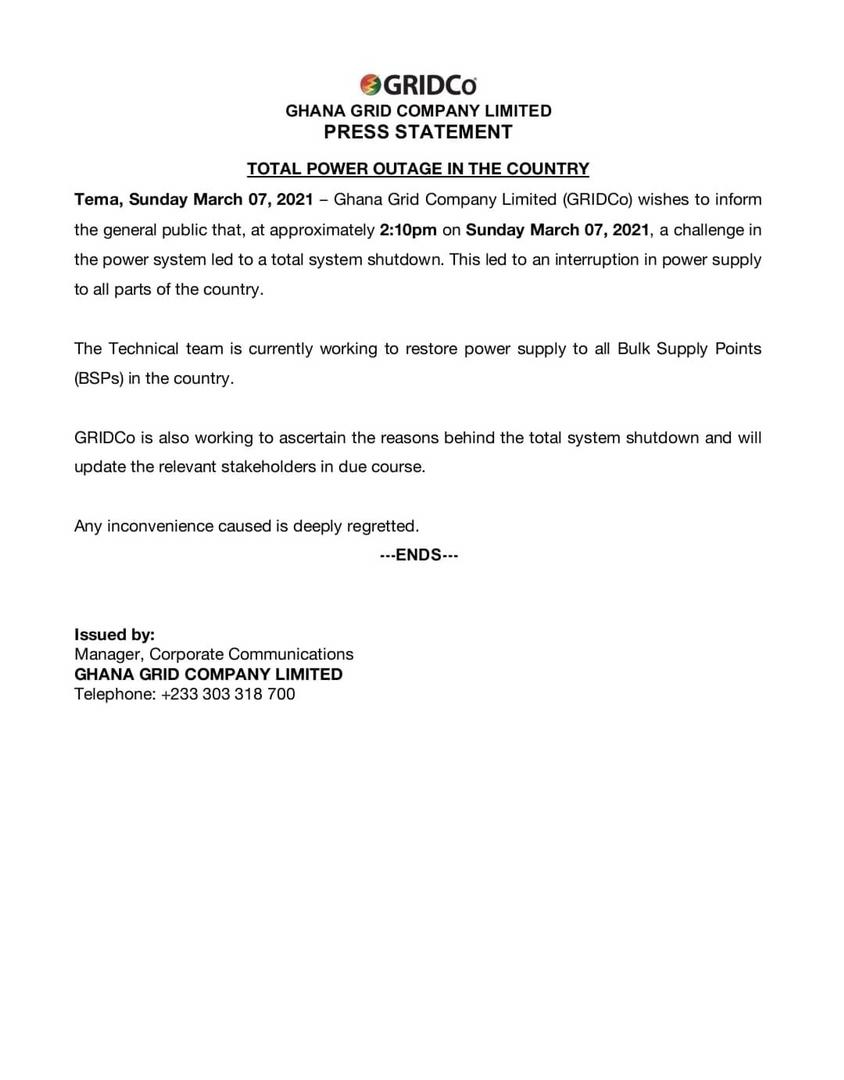 GRIDCo
GHANA GRID COMPANY LIMITED
PRESS STATEMENT
TOTAL POWER OUTAGE IN THE COUNTRY
Tema, Sunday March 07, 2021 – Ghana Grid Company Limited (GRIDCo) wishes to inform
the general public that, at approximately 2:10pm on Sunday March 07, 2021, a challenge in
the power system led to a total system shutdown. This led to an interruption in power supply
to all parts of the country.
The Technical team is currently working to restore power supply to all Bulk Supply Points
(BSPs) in the country.
GRIDCo is also working to ascertain the reasons behind the total system shutdown and will
update the relevant stakeholders in due course.
Any inconvenience caused is deeply regretted.
---ENDS---
Issued by:
Manager, Corporate Communications
GHANA GRID COMPANY LIMITED
Telephone: +233 303 318 700